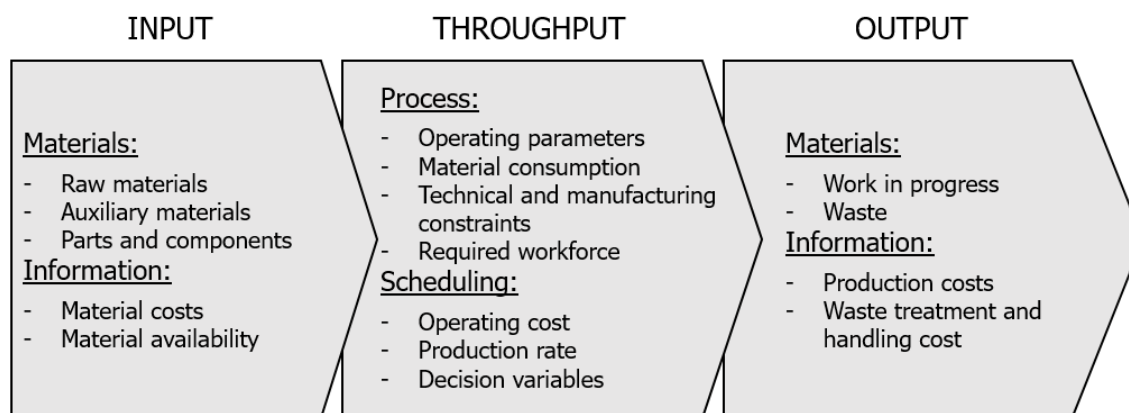 INPUT
Materials:
- Raw materials
- Auxiliary materials
- Parts and components
Information:
- Material costs
- Material availability
THROUGHPUT
Process:
- Operating parameters
- Material consumption
- Technical and manufacturing
constraints
- Required workforce
Scheduling:
- Operating cost
- Production rate
- Decision variables
OUTPUT
Materials:
- Work in progress
- Waste
Information:
- Production costs
- Waste treatment and
handling cost